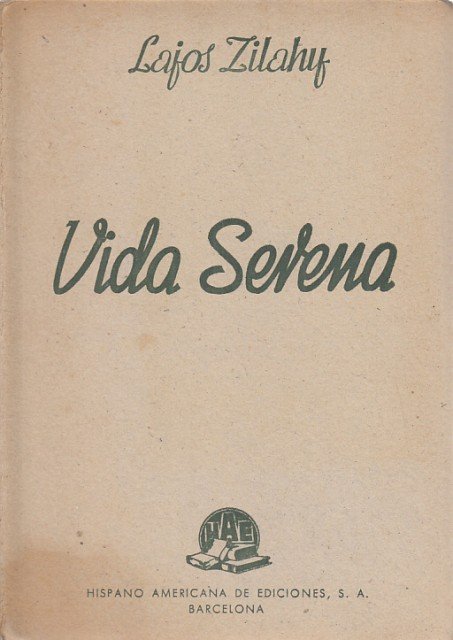 Lajos Zilahy
Vida Serena
HAE
HISPANO AMERICANA DE EDICIONES, S. A.
BARCELONA